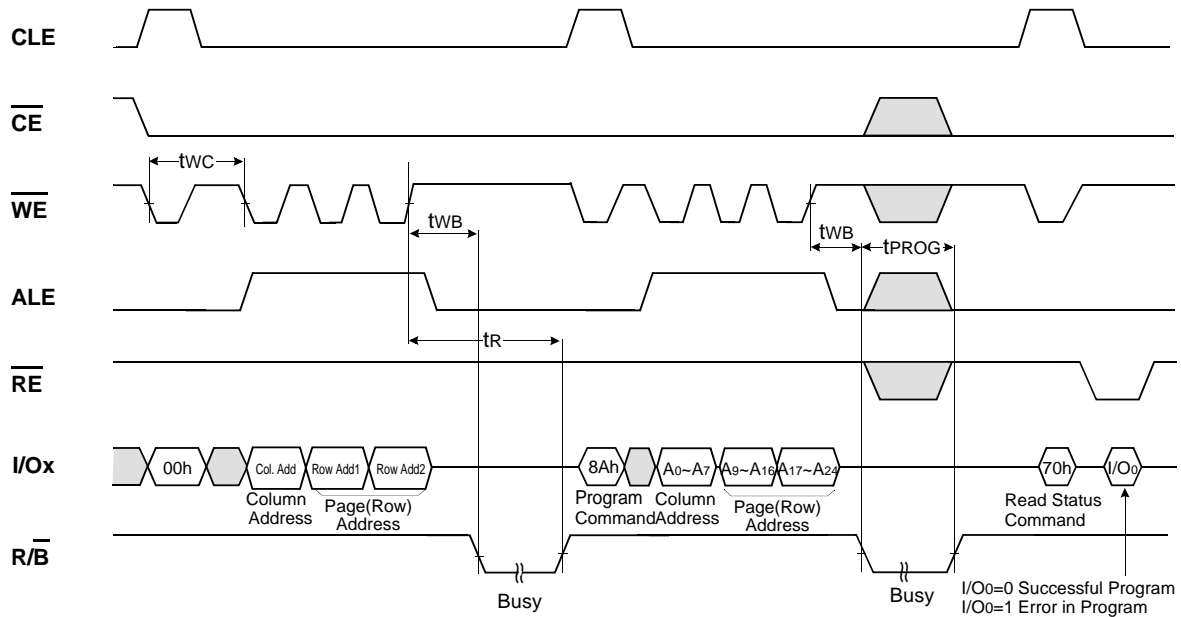 CLE
CE
tWC
WE
tWB
tWB
tPROG
ALE
tR
RE
I/Ox
00h
Col. Add
Row Add1
Row Add2
8Ah
A0~A7
A9~A16
A17~A24
70h
I/O0
Column
Address
Page(Row)
Address
Program
Command
Column
Address
Page(Row)
Address
Read Status
Command
R/B
Busy
Busy
I/O0=0 Successful Program
I/O0=1 Error in Program